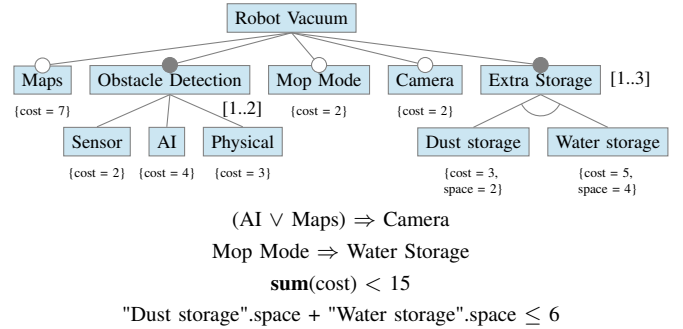 Robot Vacuum
Maps Obstacle Detection Mop Mode Camera Extra Storage [1..3]
{cost = 7} [1..2] {cost = 2} {cost = 2}
Sensor AI Physical Dust storage Water storage
{cost = 2} {cost = 4} {cost = 3} {cost = 3, {cost = 5,
space = 2} space = 4}
(AI ∨ Maps) ⇒ Camera
Mop Mode ⇒ Water Storage
sum(cost) < 15
"Dust storage".space + "Water storage".space ≤ 6